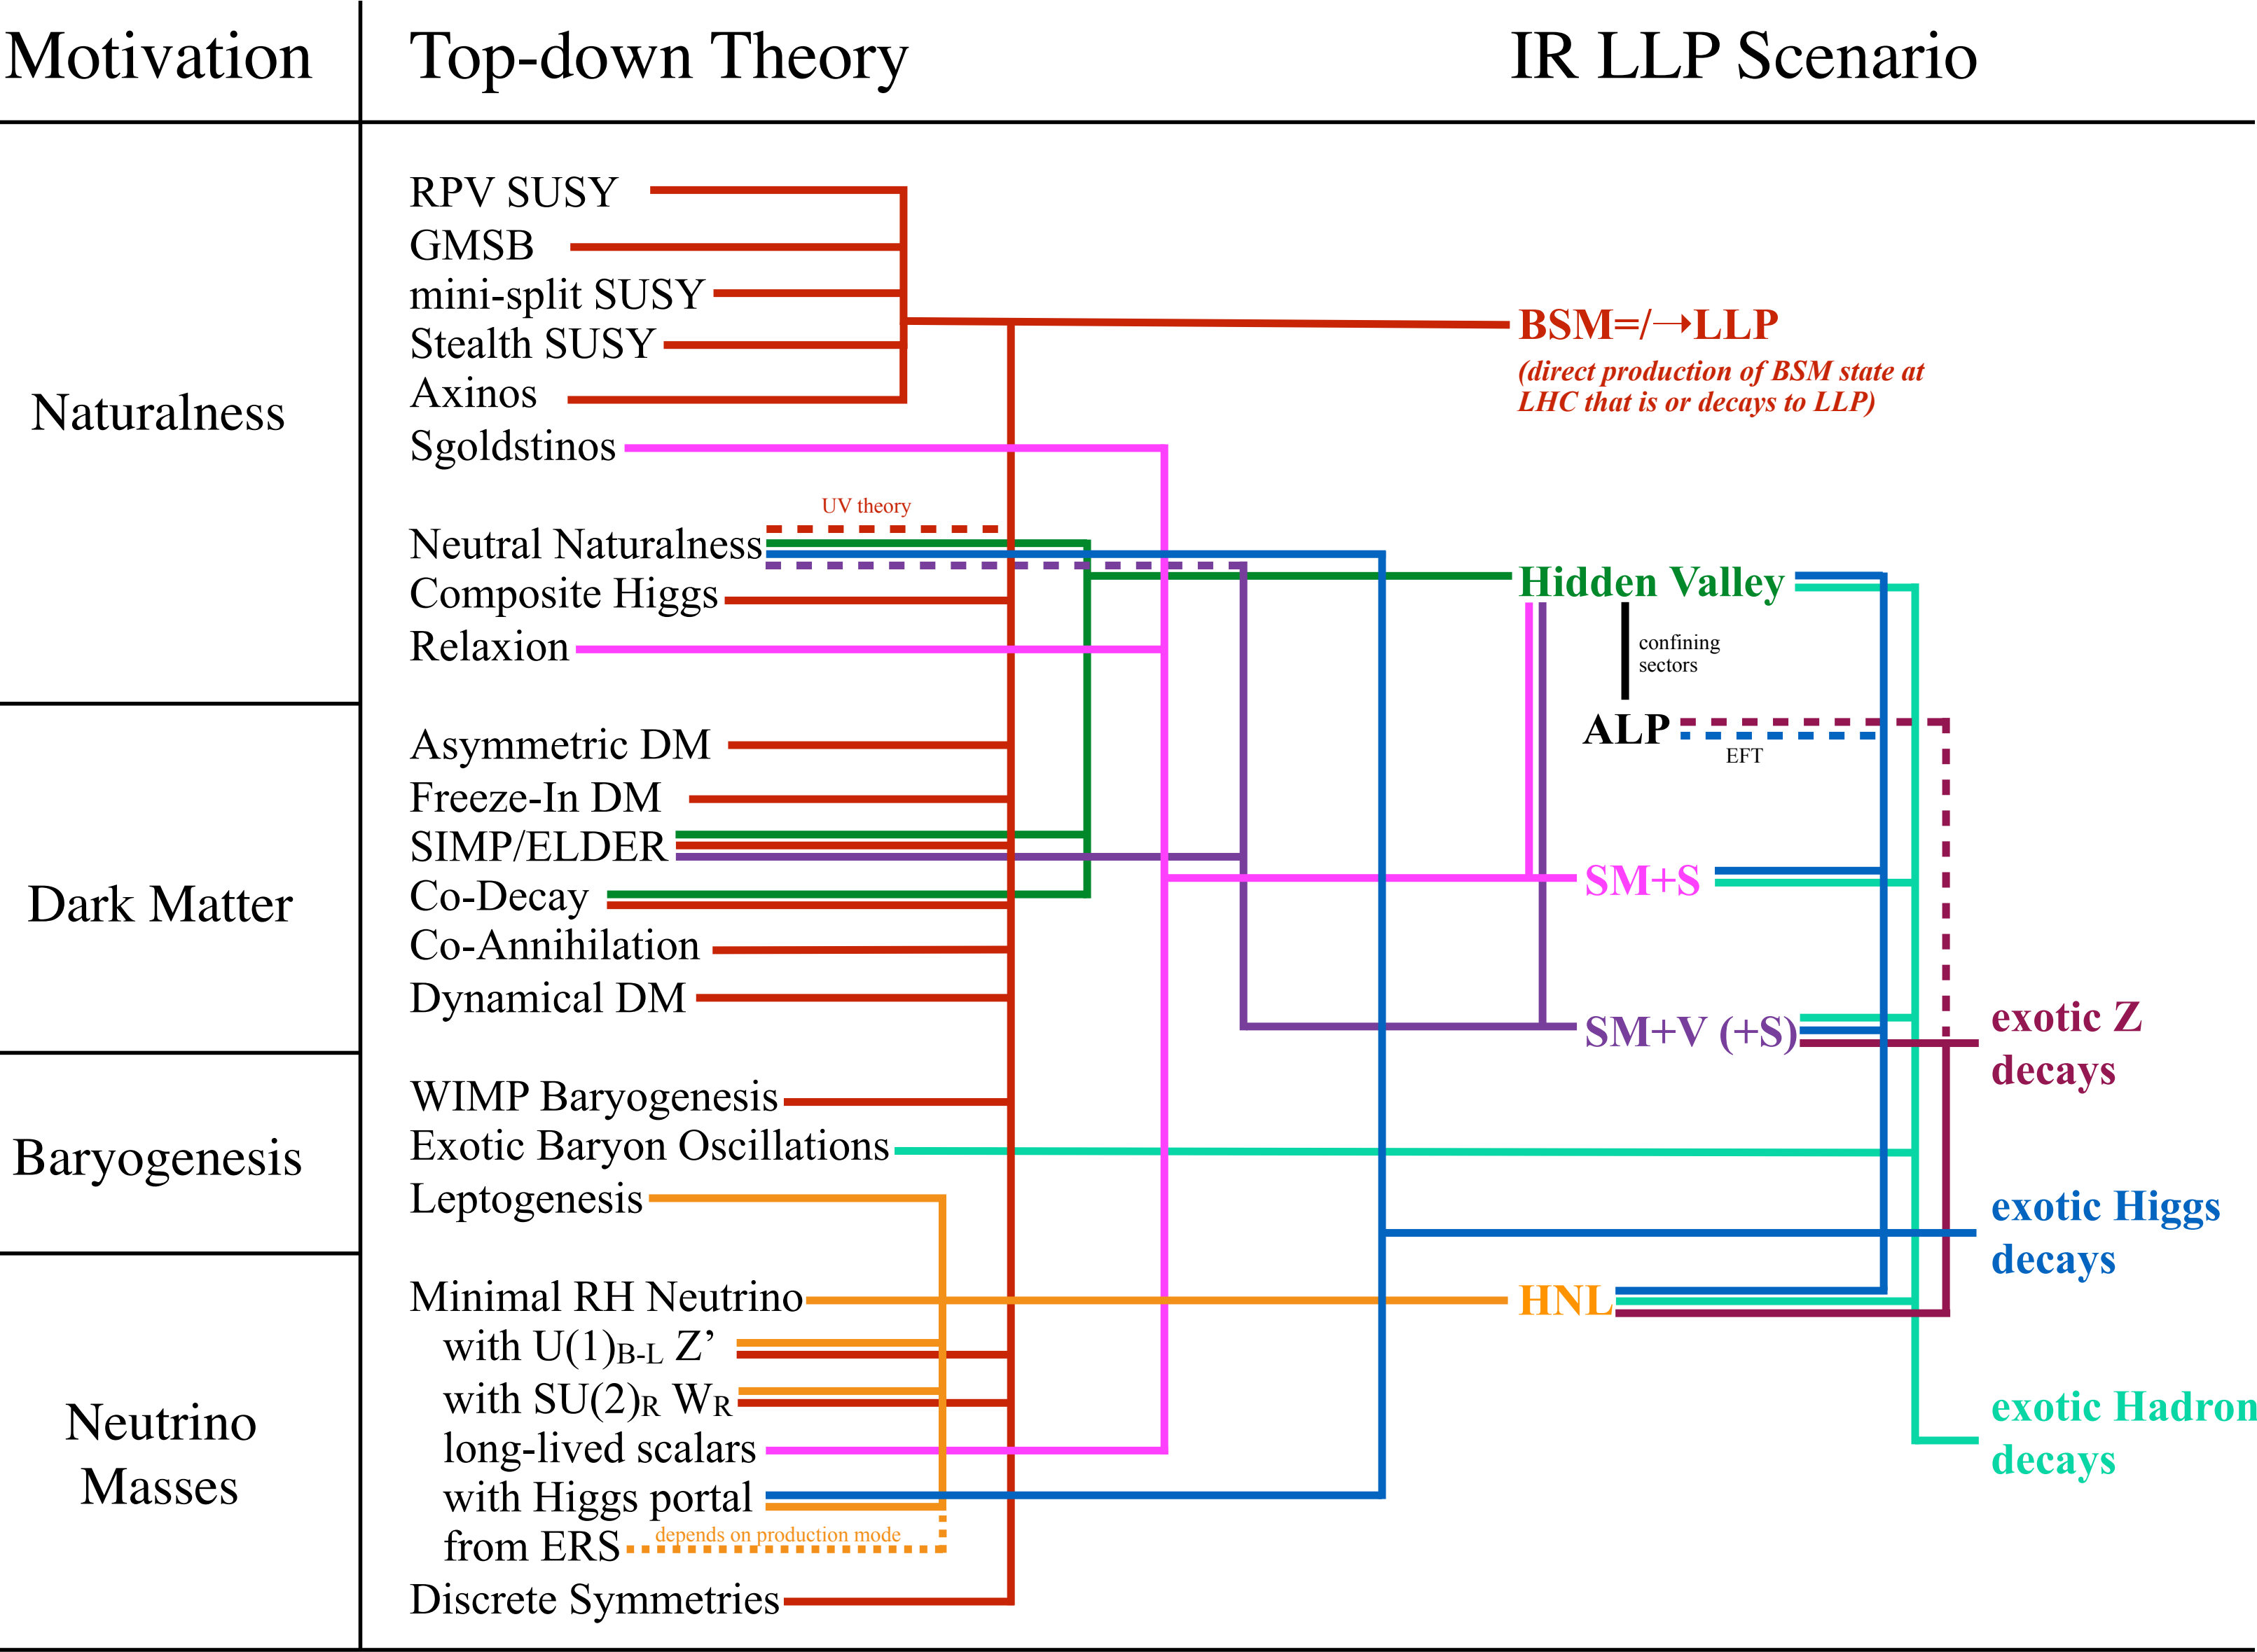 Motivation
Top-down Theory
IR LLP Scenario
Naturalness
RPV SUSY
GMSB
mini-split SUSY
Stealth SUSY
Axinos
Sgoldstinos
UV theory
Neutral Naturalness
Composite Higgs
Relaxion
Dark Matter
Asymmetric DM
Freeze-In DM
SIMP/ELDER
Co-Decay
Co-Annihilation
Dynamical DM
Baryogenesis
WIMP Baryogenesis
Exotic Baryon Oscillations
Leptogenesis
Neutrino
Masses
Minimal RH Neutrino
with U(1)B-L Z’
with SU(2)R WR
long-lived scalars
with Higgs portal
depends on production mode
from ERS
Discrete Symmetries
BSM=/→LLP
(direct production of BSM state at
LHC that is or decays to LLP)
Hidden Valley
confining
sectors
ALP
EFT
SM+S
SM+V (+S)
HNL
exotic Z
decays
exotic Higgs
decays
exotic Hadron
decays